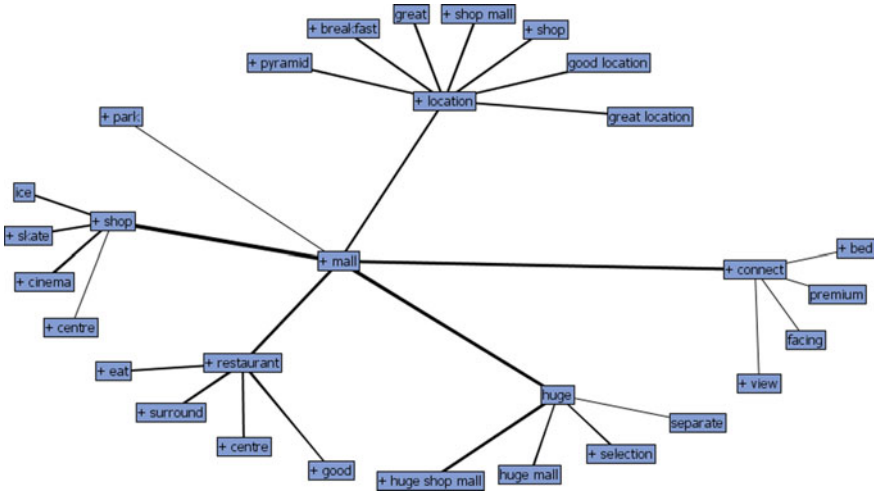 great
+ shop mall
+ breakfast
+ shop
+ pyramid
good location
+ location
great location
+ park
ice
+ shop
+ skate
+ mall
+ bed
+ connect
+ cinema
premium
+ centre
facing
+ restaurant
+ eat
+ view
huge
+ surround
separate
+ centre
+ selection
+ good
huge mall
+ huge shop mall